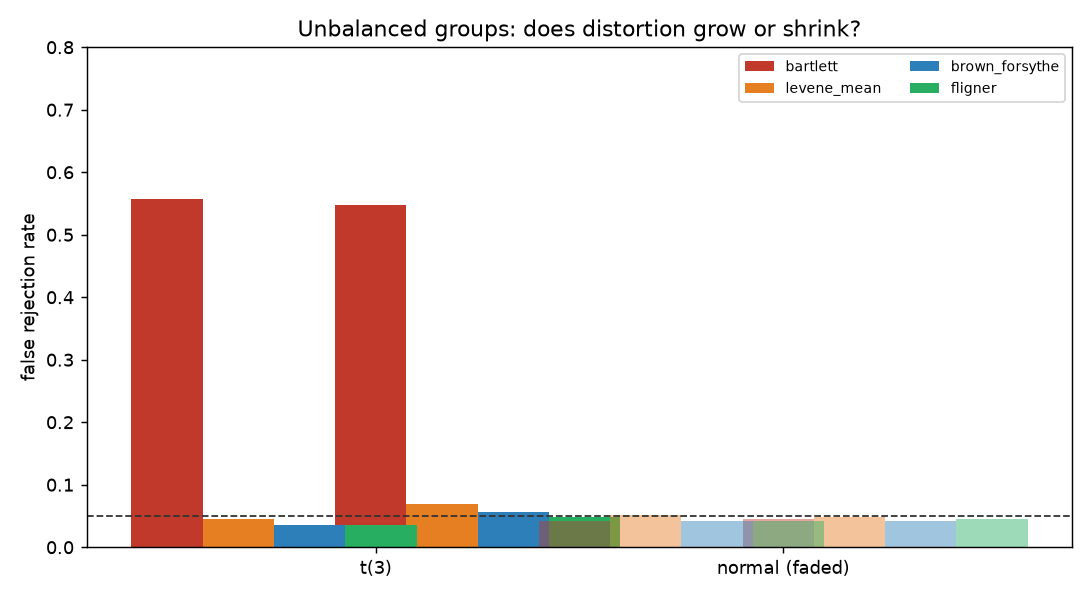 Unbalanced groups: does distortion grow or shrink?
bartlett
levene_mean
brown_forsythe
fligner
false rejection rate
0.8
0.7
0.6
0.5
0.4
0.3
0.2
0.1
0.0
t(3)
normal (faded)